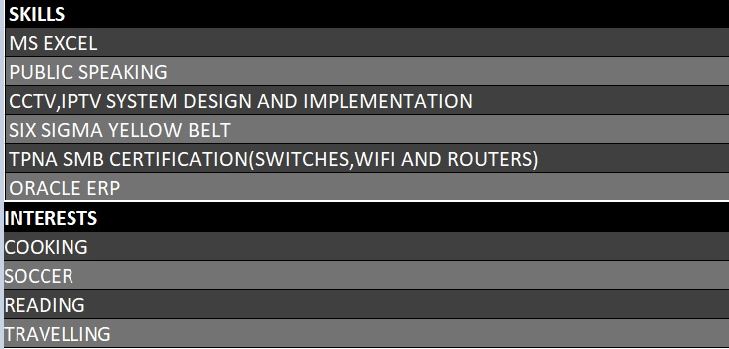 SKILLS
MS EXCEL
PUBLIC SPEAKING
CCTV,IPTV SYSTEM DESIGN AND IMPLEMENTATION
SIX SIGMA YELLOW BELT
TPNA SMB CERTIFICATION(SWITCHES,WIFI AND ROUTERS)
ORACLE ERP
INTERESTS
COOKING
SOCCER
READING
TRAVELLING